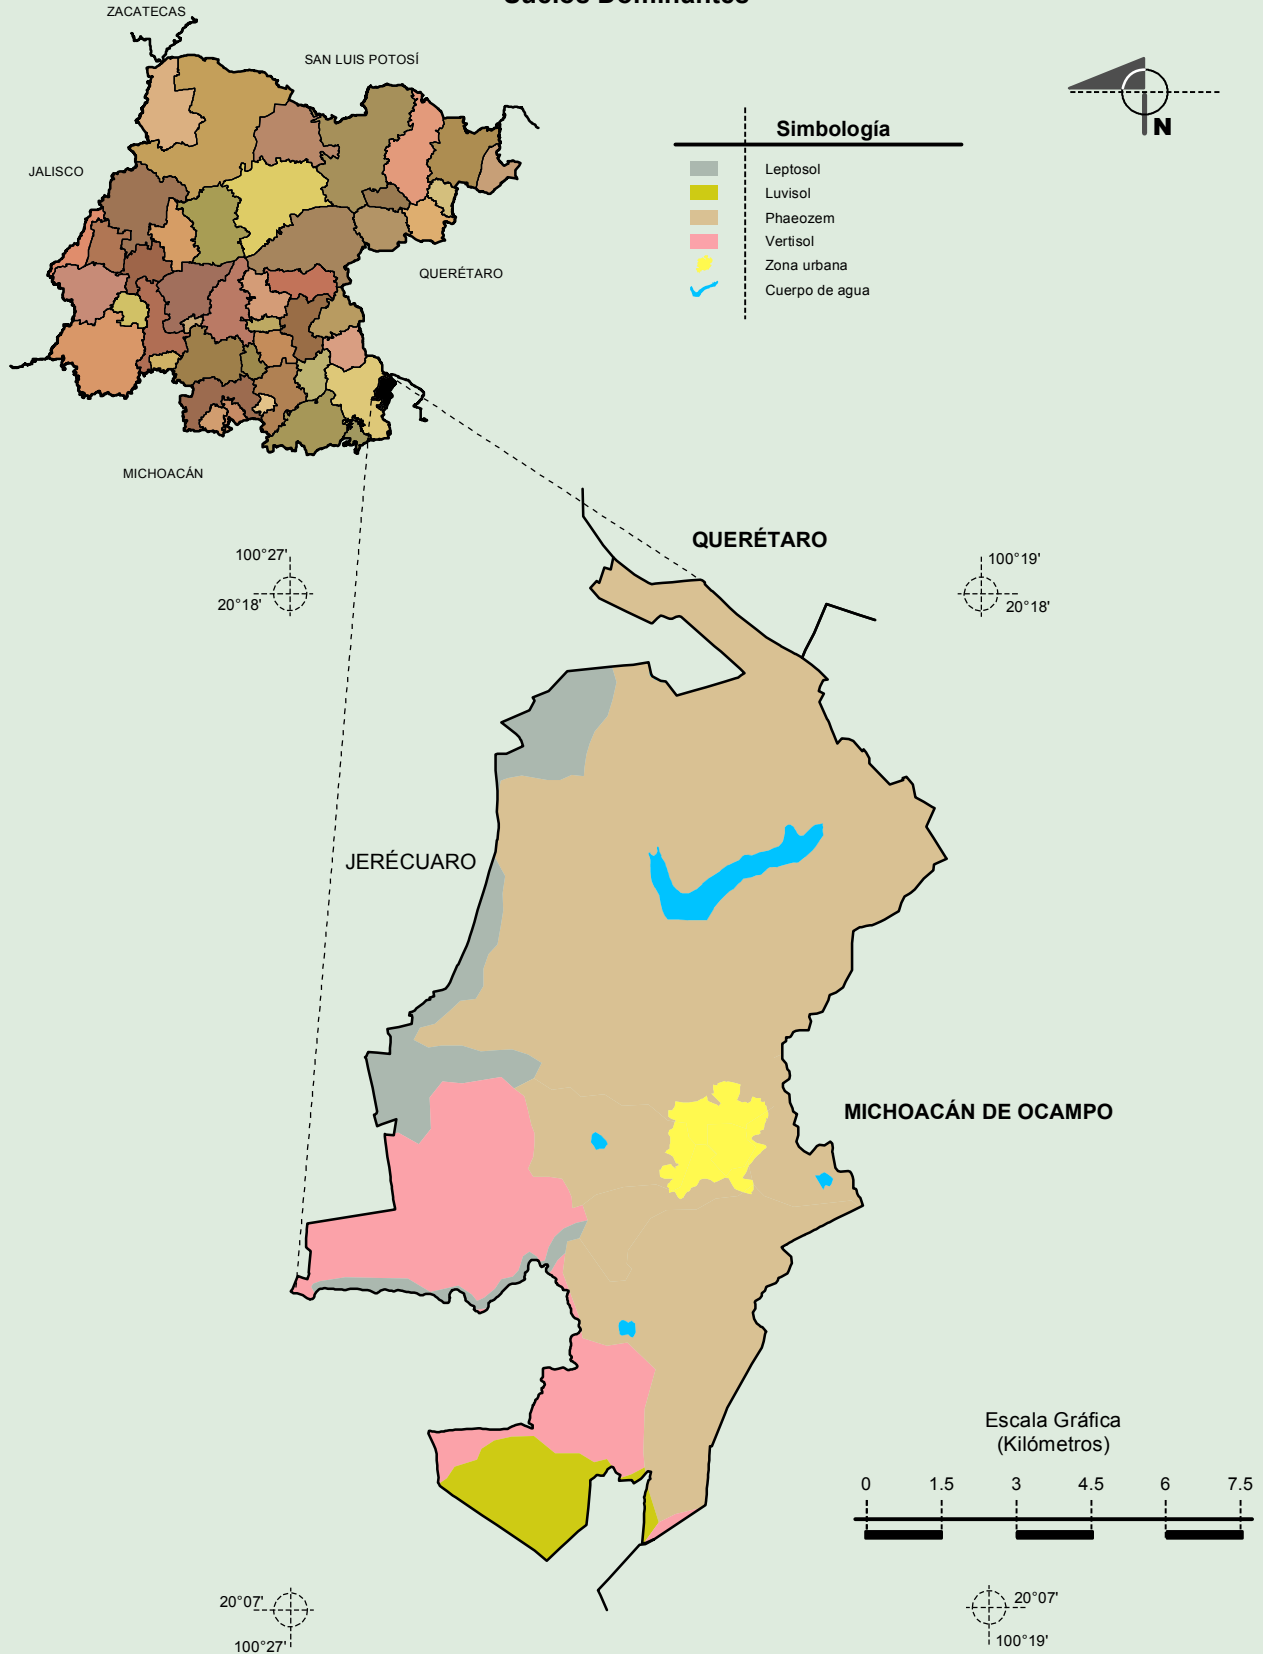 Suelos Dominantes
ZACATECAS
SAN LUIS POTOSÍ
JALISCO
QUERÉTARO
MICHOACÁN
N
Simbología
Leptosol
Luvisol
Phaeozem
Vertisol
Zona urbana
Cuerpo de agua
100°27'
20°18'
QUERÉTARO
100°19'
20°18'
JERÉCUARO
MICHOACÁN DE OCAMPO
Escala Gráfica
(Kilómetros)
0 1.5 3 4.5 6 7.5
20°07'
100°27'
20°07'
100°19'